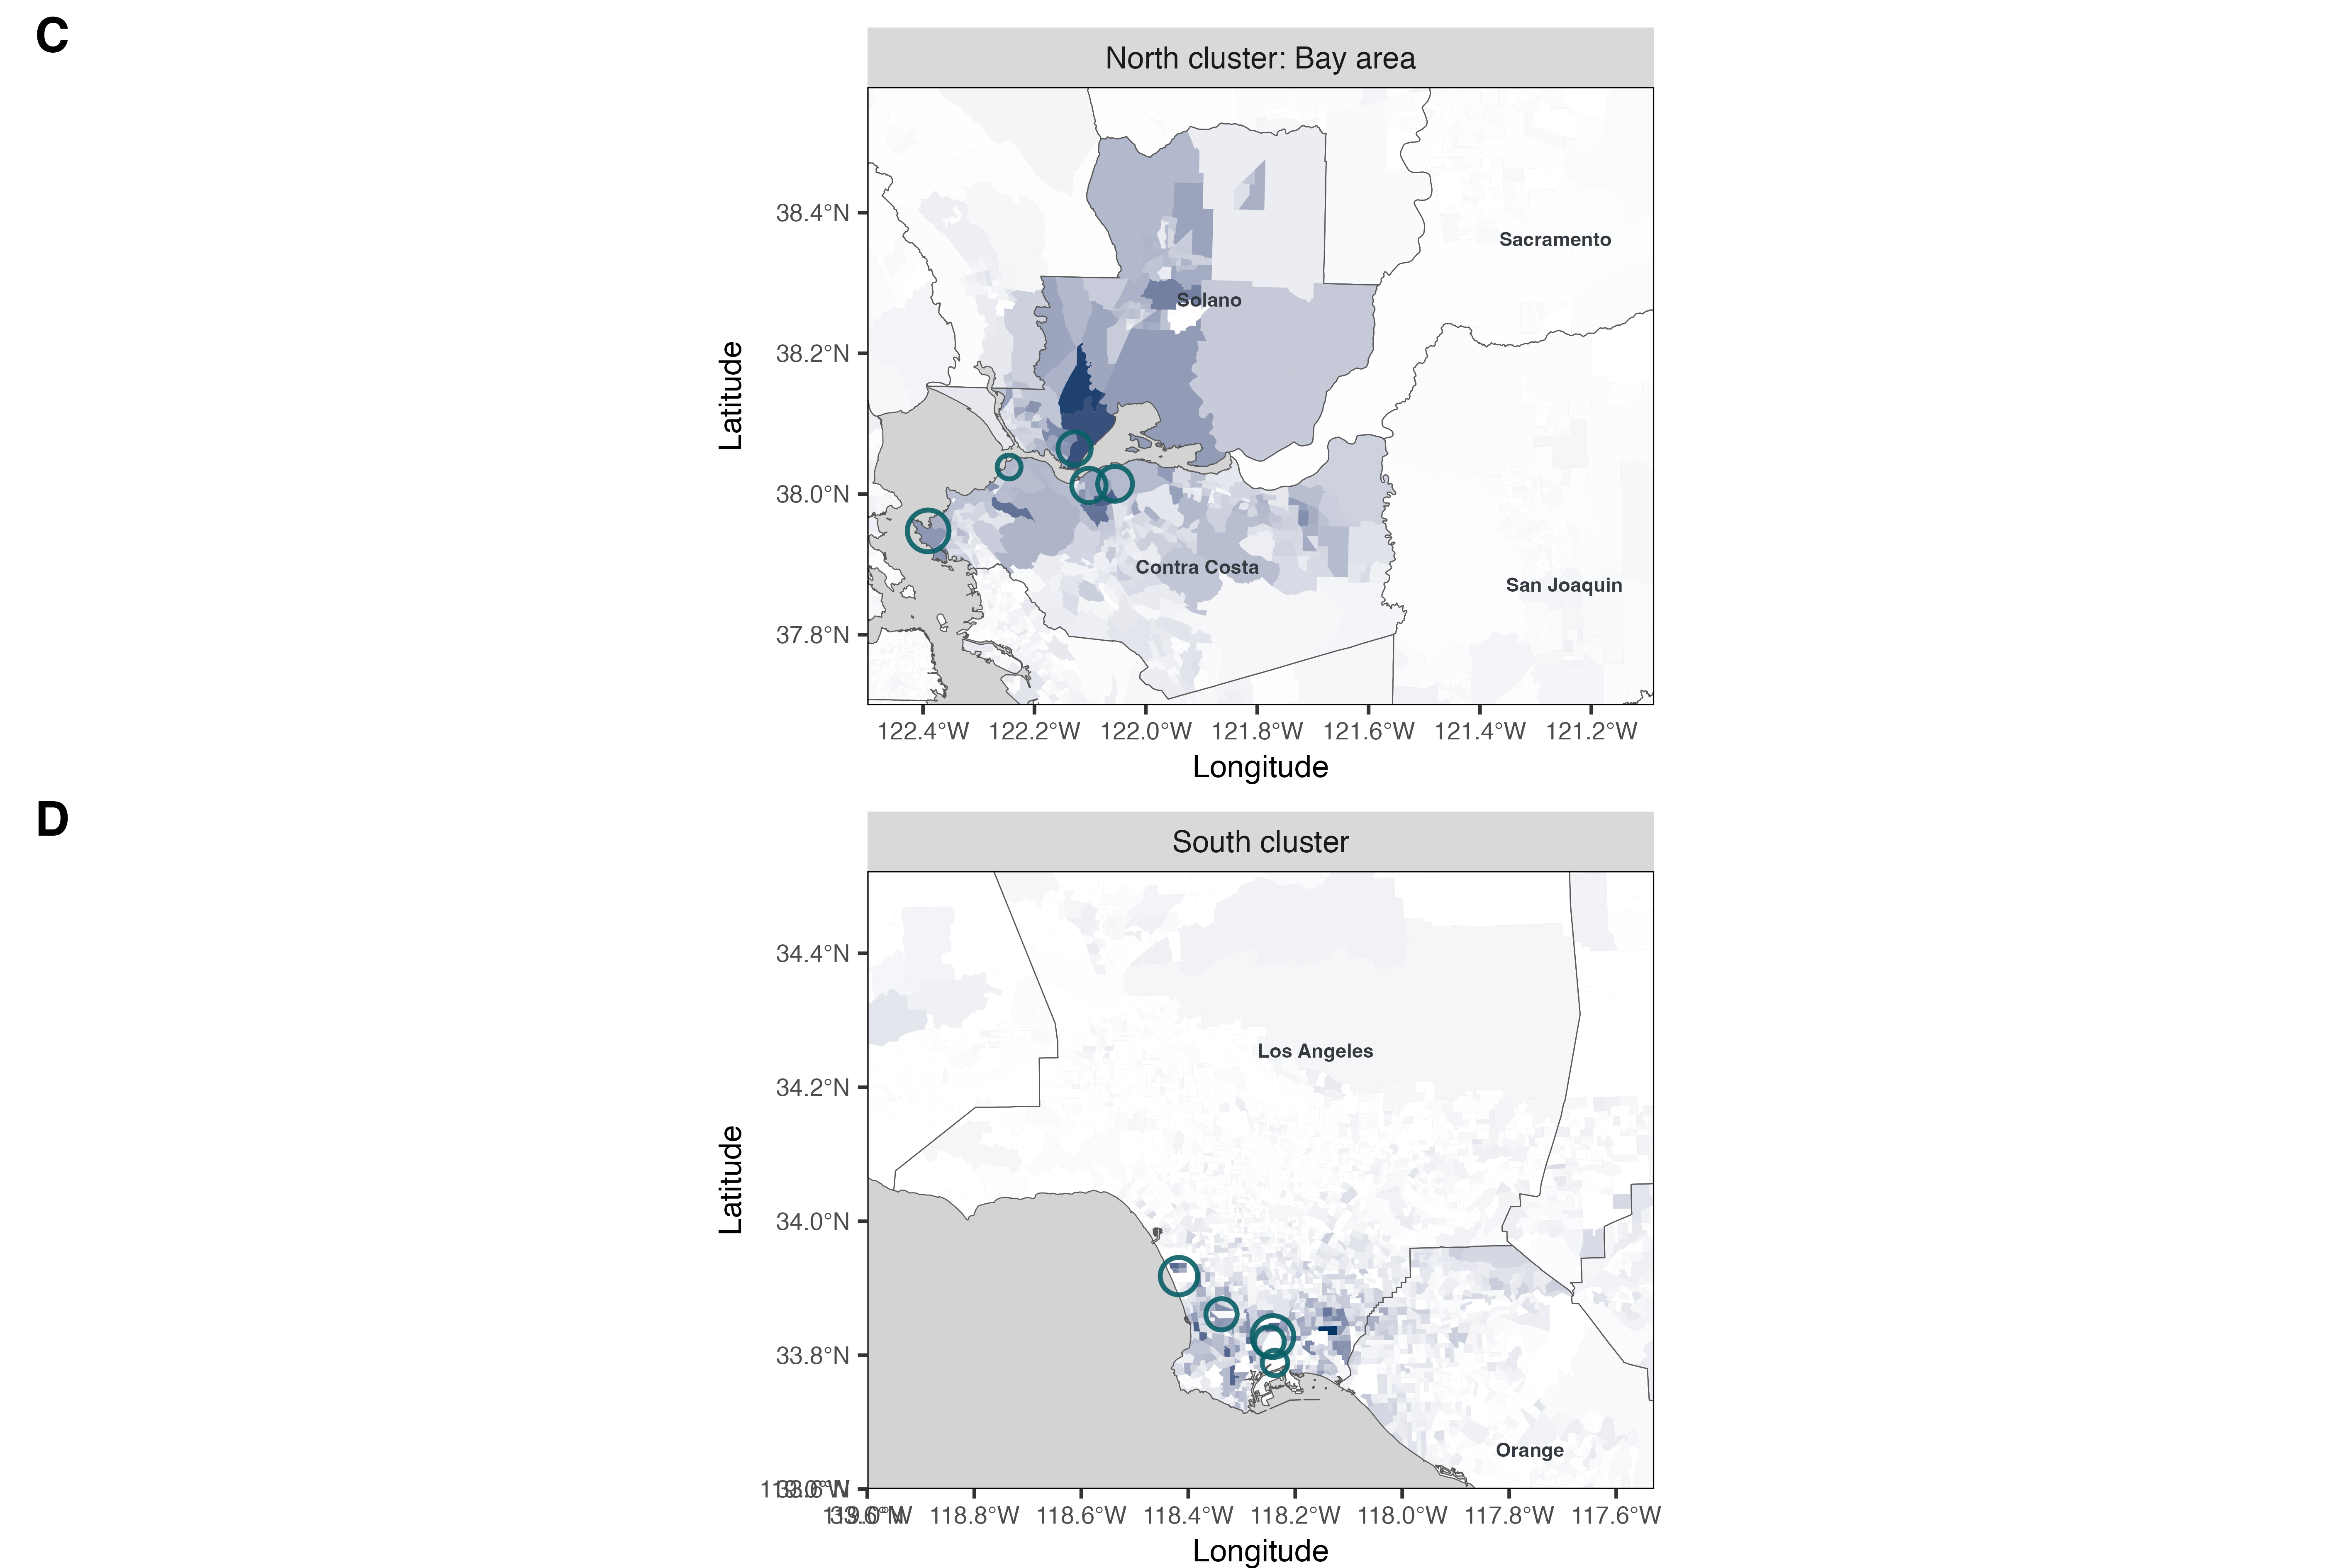 C
North cluster: Bay area
38.4°N
Sacramento
Solano
38.2°N
Latitude
38.0°N
Contra Costa
San Joaquin
37.8°N
122.4°W 122.2°W 122.0°W 121.8°W 121.6°W 121.4°W 121.2°W
Longitude
D
South cluster
34.4°N
Los Angeles
34.2°N
Latitude
34.0°N
33.8°N
Orange
118.8°W 118.6°W 118.4°W 118.2°W 118.0°W 117.8°W 117.6°W
Longitude